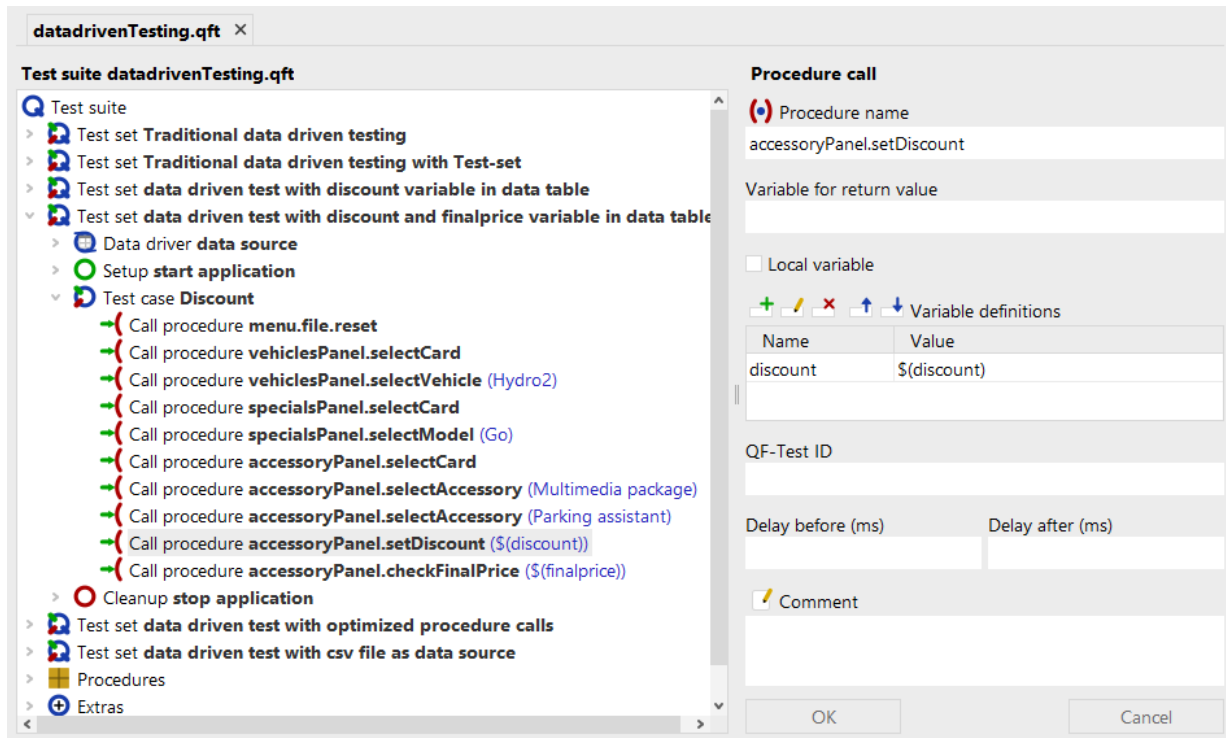 datadrivenTesting.qft ×
Test suite datadrivenTesting.qft
Test suite
Test set Traditional data driven testing
Test set Traditional data driven testing with Test-set
Test set data driven test with discount variable in data table
Test set data driven test with discount and finalprice variable in data table
Data driver data source
Setup start application
Test case Discount
Call procedure menu.file.reset
Call procedure vehiclesPanel.selectCard
Call procedure vehiclesPanel.selectVehicle (Hydro2)
Call procedure specialsPanel.selectCard
Call procedure specialsPanel.selectModel (Go)
Call procedure accessoryPanel.selectCard
Call procedure accessoryPanel.selectAccessory (Multimedia package)
Call procedure accessoryPanel.selectAccessory (Parking assistant)
Call procedure accessoryPanel.setDiscount ($(discount))
Call procedure accessoryPanel.checkFinalPrice ($(finalprice))
Cleanup stop application
Test set data driven test with optimized procedure calls
Test set data driven test with csv file as data source
Procedures
Extras
Procedure call
Procedure name
accessoryPanel.setDiscount
Variable for return value
Local variable
Variable definitions
Name Value
discount $(discount)
QF-Test ID
Delay before (ms) Delay after (ms)
Comment
OK Cancel